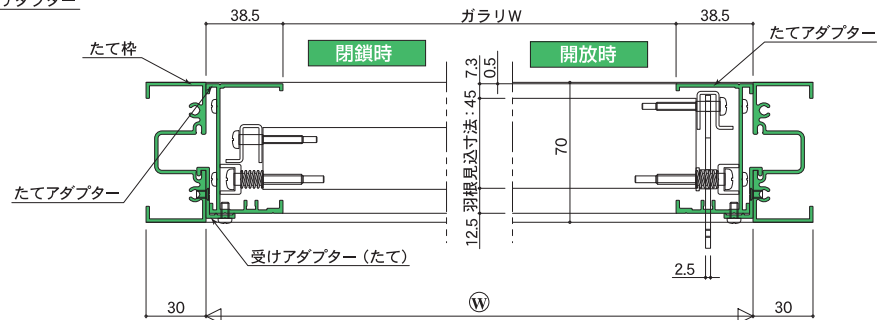 アダプター
38.5
ガラリW
38.5
たて枠
閉鎖時
開放時
たてアダプター
7.3
0.5
羽根見込寸法：45
70
12.5
たてアダプター
受けアダプター（たて）
2.5
30
W
30